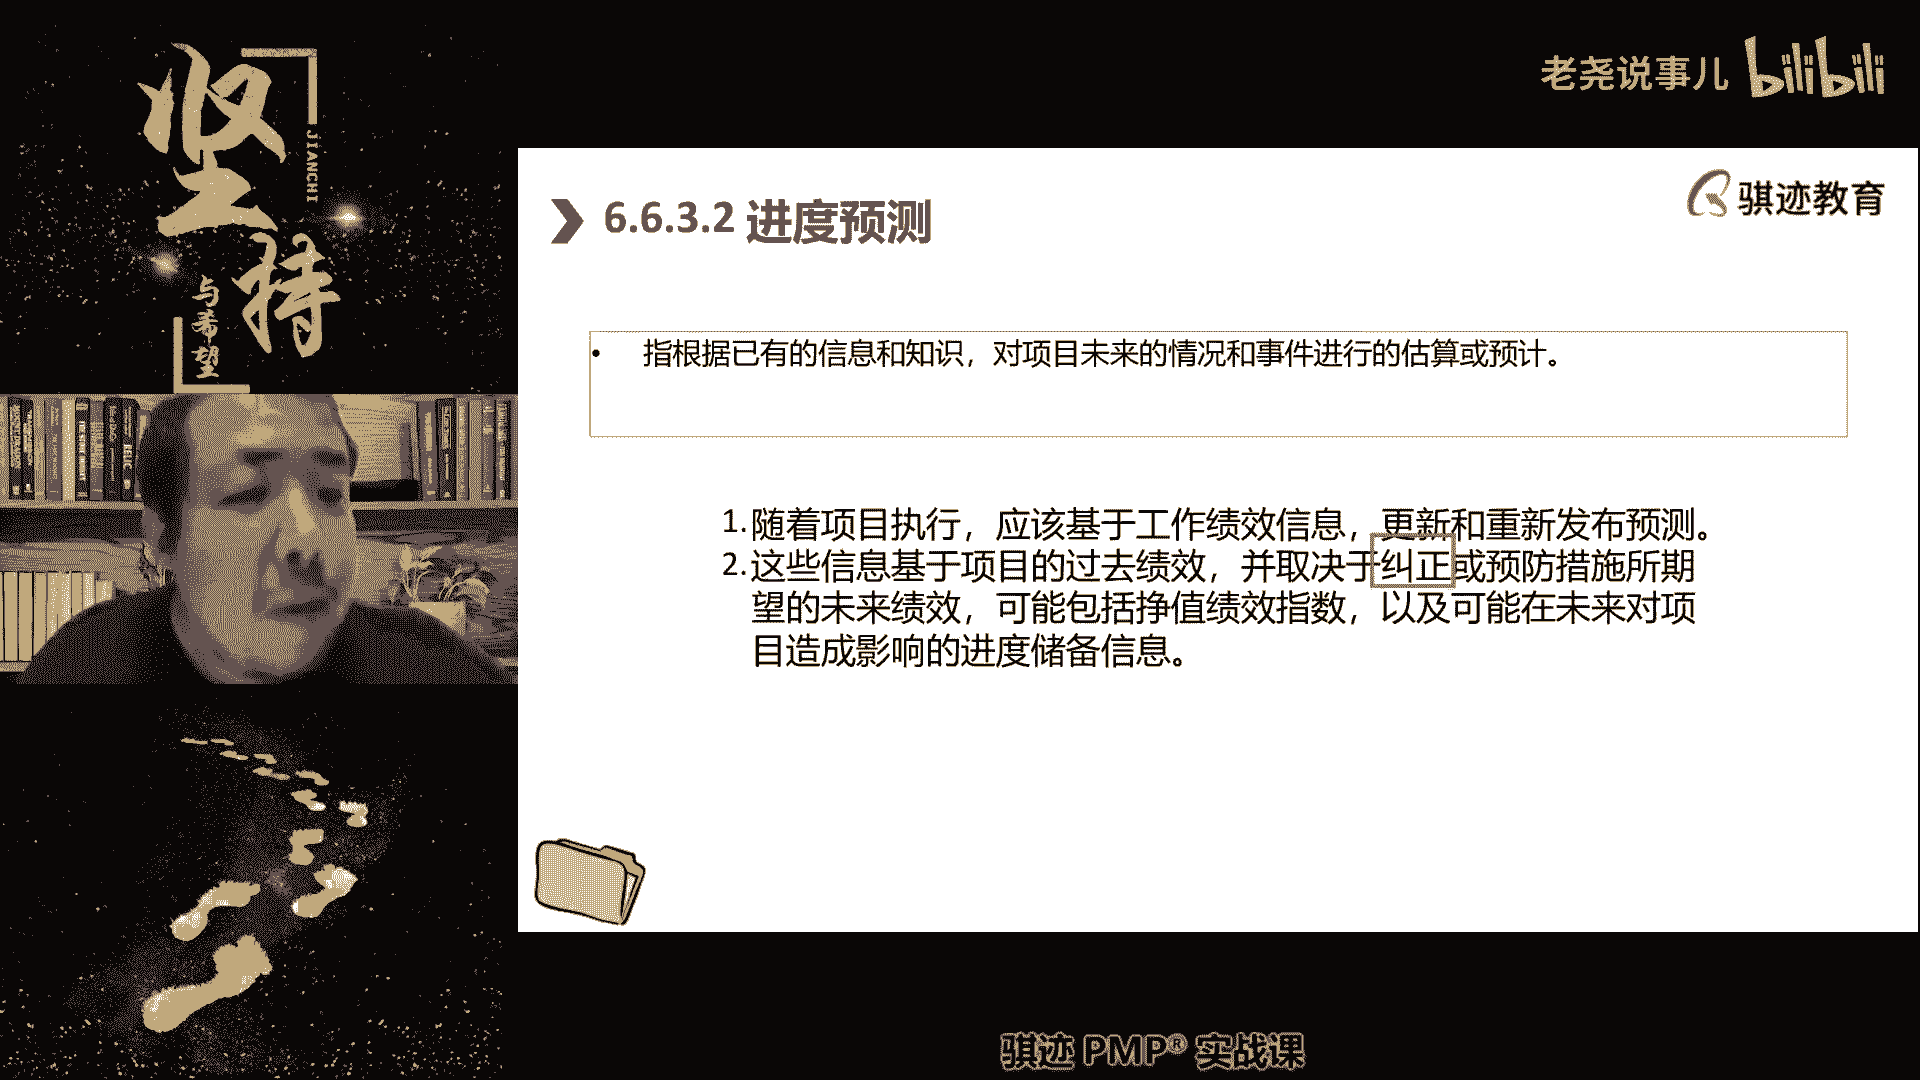 坚持
JIANCHI
与希望
老尧说事儿 bilibili
骐迹教育
6.6.3.2 进度预测
• 指根据已有的信息和知识，对项目未来的情况和事件进行的估算或预计。
1.随着项目执行，应该基于工作绩效信息，更新和重新发布预测。
2.这些信息基于项目的过去绩效，并取决于纠正或预防措施所期
望的未来绩效，可能包括挣值绩效指数，以及可能在未来对项
目造成影响的进度储备信息。
骐迹 PMP® 实战课